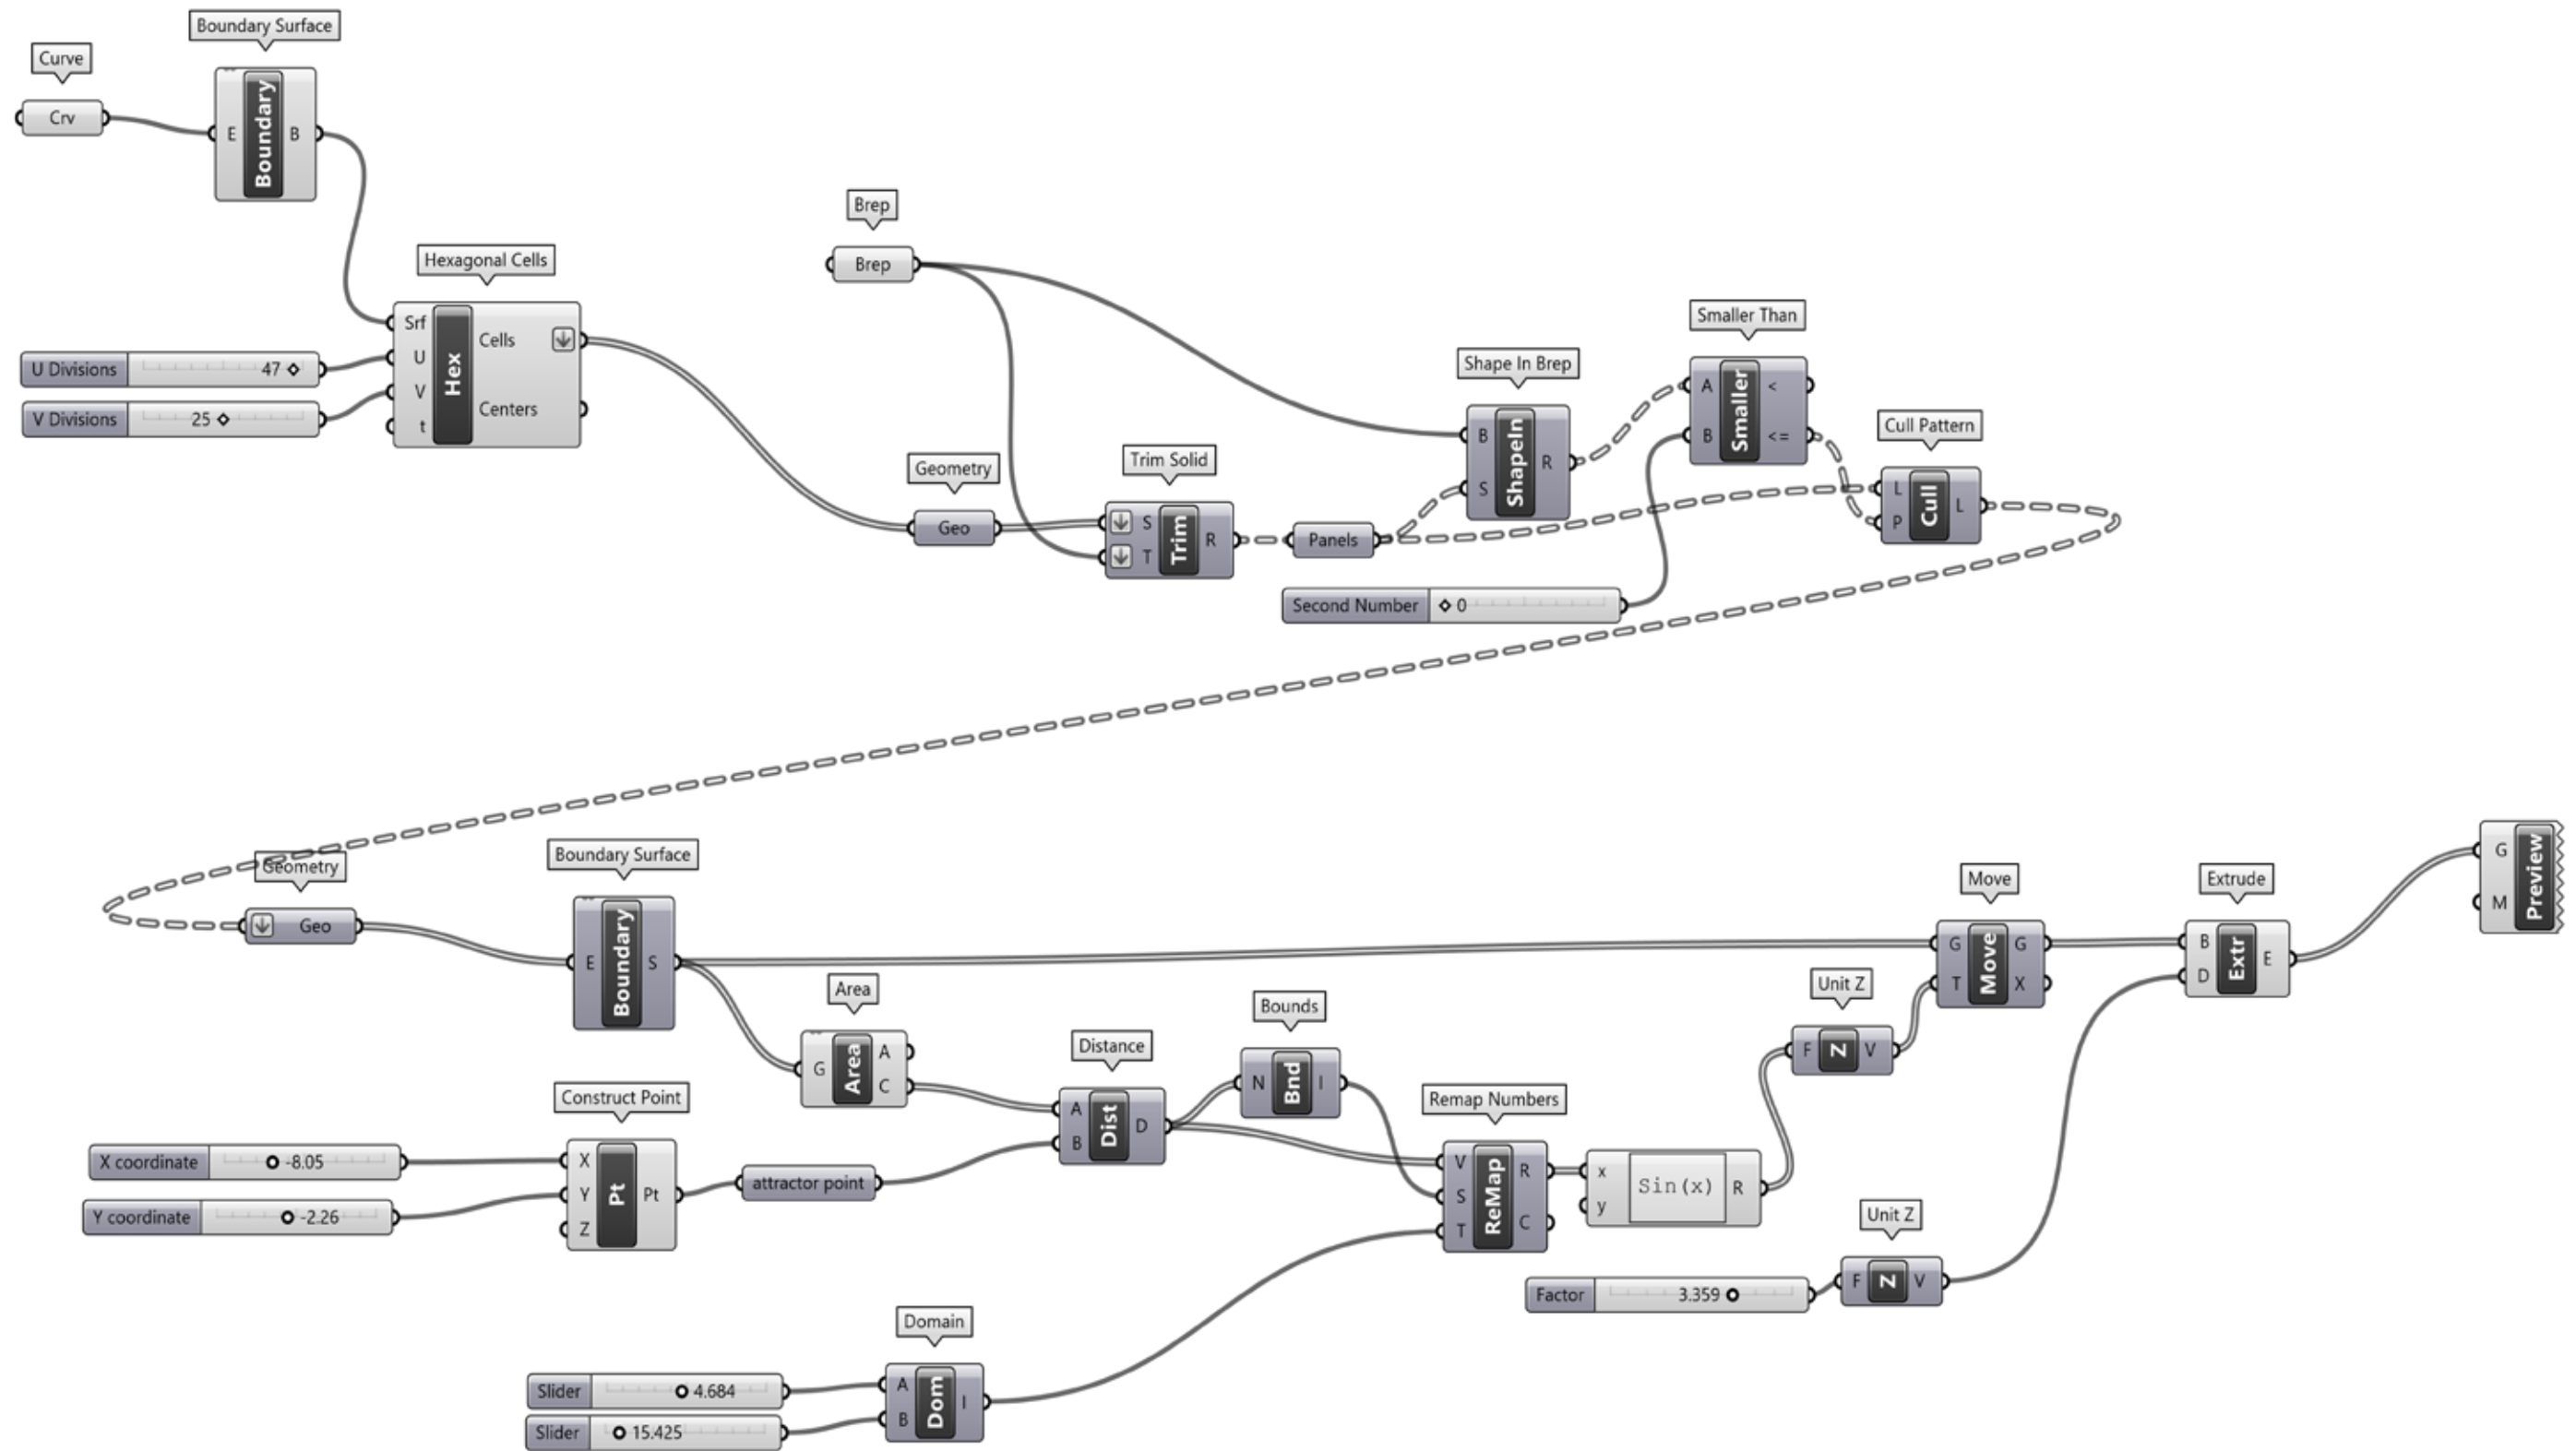 Curve
Crv
Boundary Surface
E
Boundary
B
Hexagonal Cells
Srf
U
V
t
Hex
Cells
Centers
U Divisions
47
V Divisions
25
Brep
Brep
Geometry
Geo
Trim Solid
S
T
Trim
R
Panels
Shape In Brep
B
S
ShapeIn
R
Smaller Than
A
B
Smaller
<
<=
Second Number
0
Cull Pattern
L
P
Cull
L
Geometry
Geo
Boundary Surface
E
Boundary
S
Area
G
Area
A
C
Construct Point
X coordinate
-8.05
Y coordinate
-2.26
X
Y
Z
Pt
Pt
attractor point
Distance
A
B
Dist
D
Bounds
N
Bnd
I
Remap Numbers
V
S
T
ReMap
R
C
x
y
Sin(x)
R
Unit Z
F
Z
V
Move
G
T
Move
G
X
Extrude
B
D
Extr
E
G
M
Preview
Unit Z
Factor
3.359
F
Z
V
Domain
Slider
4.684
Slider
15.425
A
B
Dom
I